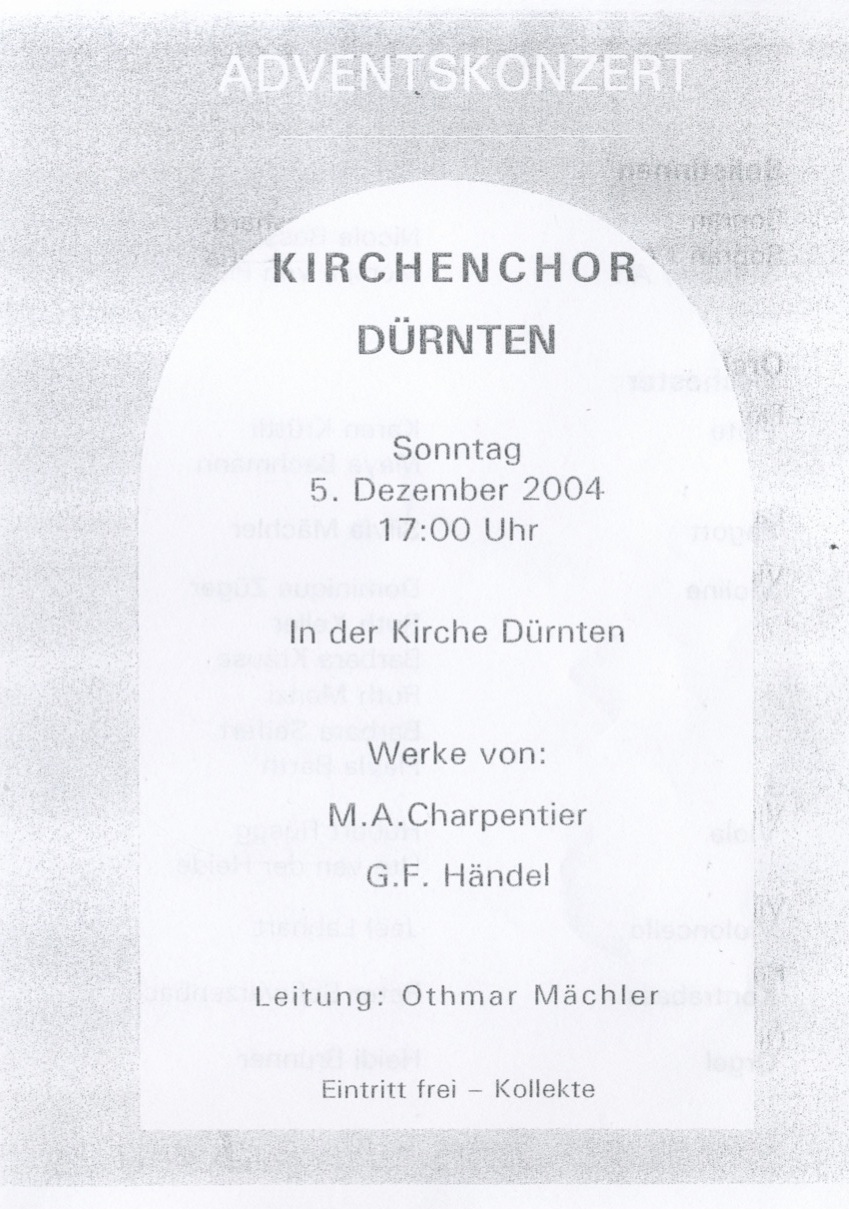 ADVENTSKONZERT
KIRCHENCHOR
DÜRNTEN
Sonntag
5. Dezember 2004
17:00 Uhr
In der Kirche Dürnten
Werke von:
M.A.Charpentier
G.F. Händel
Leitung: Othmar Mächler
Eintritt frei – Kollekte